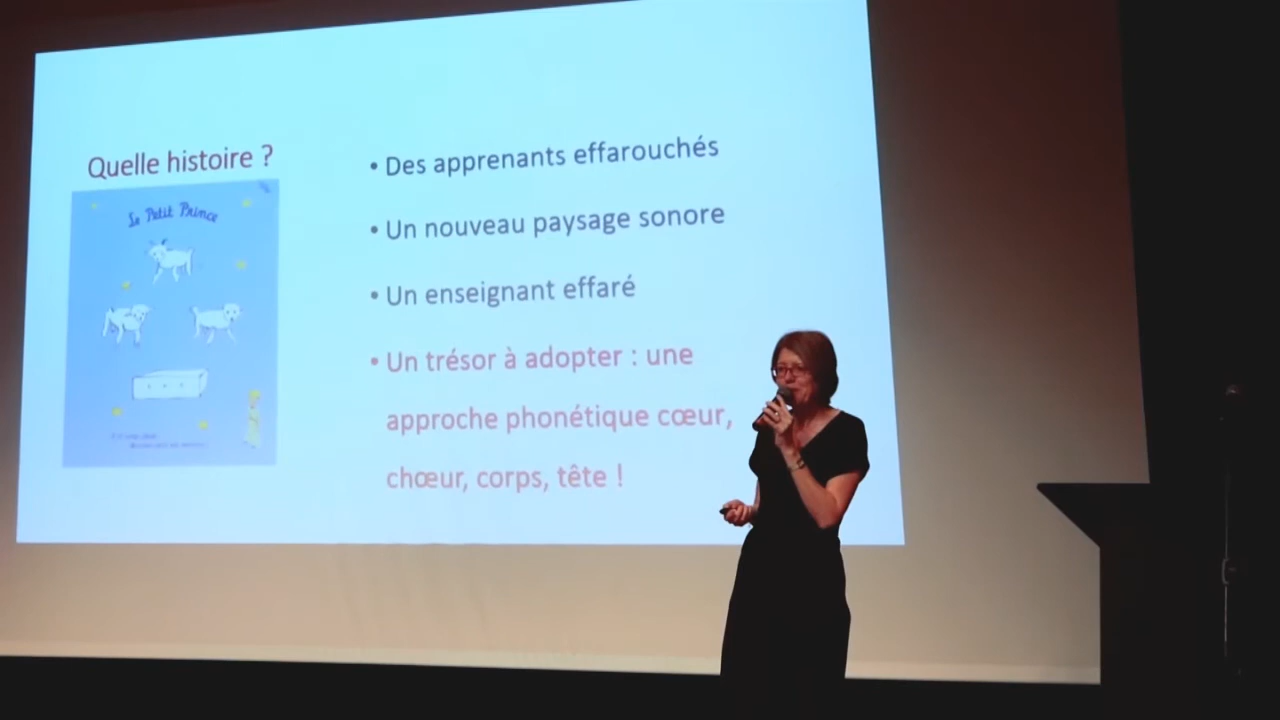 Quelle histoire ?
Le Petit Prince
• Des apprenants effarouchés
• Un nouveau paysage sonore
• Un enseignant effaré
• Un trésor à adopter : une
approche phonétique cœur,
chœur, corps, tête !